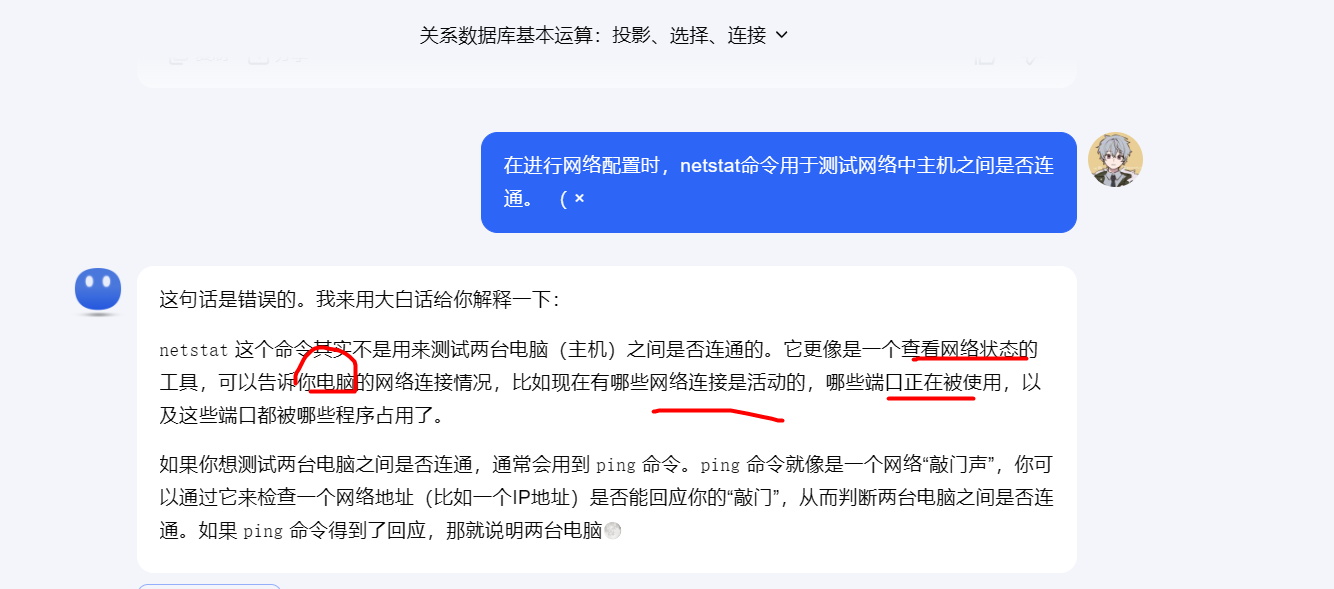 关系数据库基本运算：投影、选择、连接
在进行网络配置时，netstat命令用于测试网络中主机之间是否连
通。 （ ×
这句话是错误的。我来用大白话给你解释一下：
netstat 这个命令其实不是用来测试两台电脑（主机）之间是否连通的。它更像是一个查看网络状态的
工具，可以告诉你电脑的网络连接情况，比如现在有哪些网络连接是活动的，哪些端口正在被使用，以
及这些端口都被哪些程序占用了。
如果你想测试两台电脑之间是否连通，通常会用到 ping 命令。ping 命令就像是一个网络“敲门声”，你可
以通过它来检查一个网络地址（比如一个IP地址）是否能回应你的“敲门”，从而判断两台电脑之间是否连
通。如果 ping 命令得到了回应，那就说明两台电脑